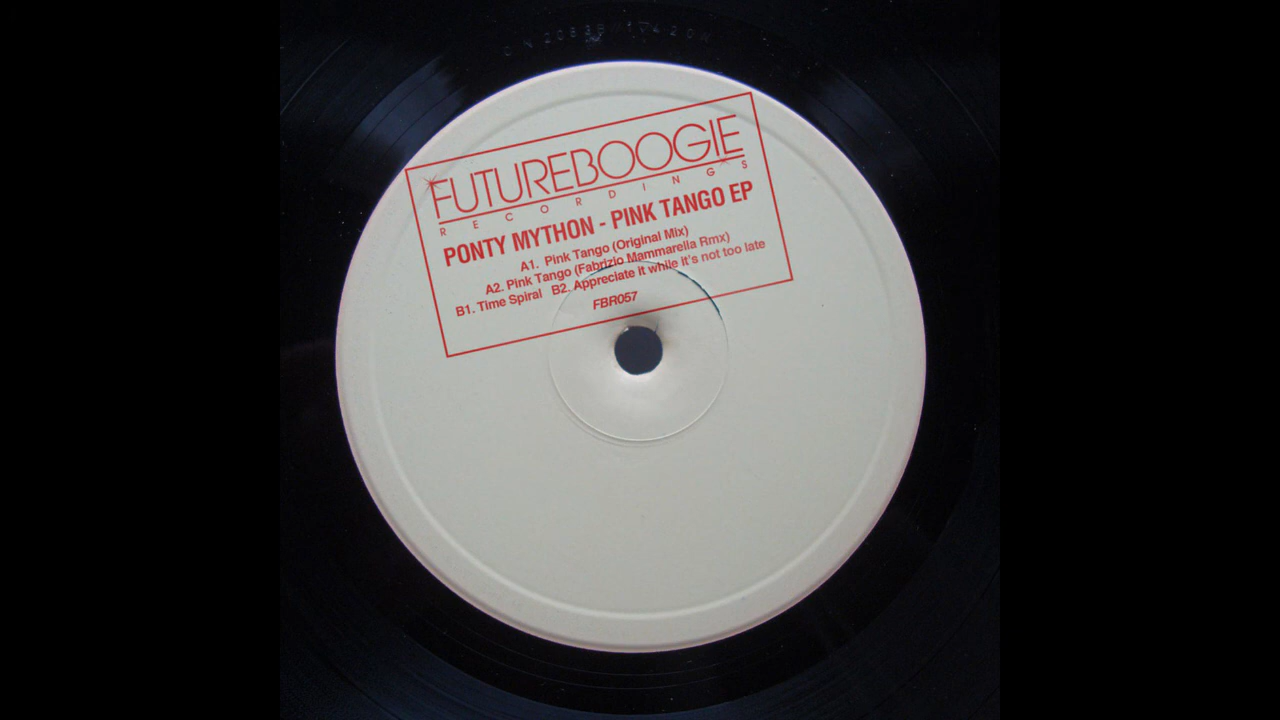 FUTUREBOOGIE
RECORDINGS
PONTY MYTHON - PINK TANGO EP
A1. Pink Tango (Original Mix)
A2. Pink Tango (Fabrizio Mammarella Rmx)
B1. Time Spiral B2. Appreciate it while it's not too late
FBR057